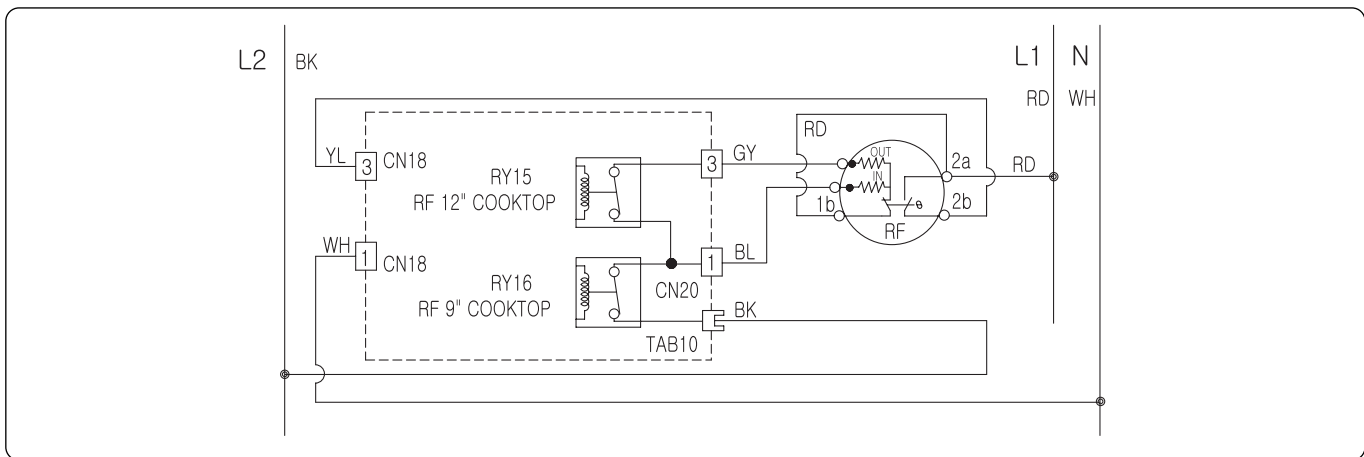 L2 BK
L1 N
RD WH
RD
YL 3 CN18
3 GY
OUT
2a RD
RY15
RF 12" COOKTOP
IN
1b 2b
RF
θ
WH 1 CN18
1 BL
CN20
RY16
RF 9" COOKTOP
BK
TAB10